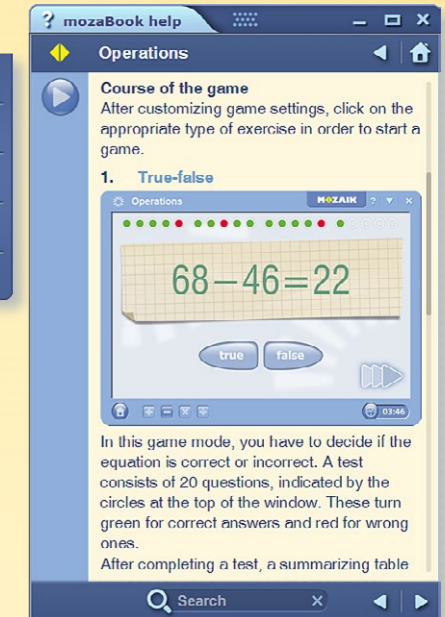 ? mozaBook help
Operations
Course of the game
After customizing game settings, click on the
appropriate type of exercise in order to start a
game.
1. True-false
Operations
MOZAIK ?
68−46=22
true false
03:46
In this game mode, you have to decide if the
equation is correct or incorrect. A test
consists of 20 questions, indicated by the
circles at the top of the window. These turn
green for correct answers and red for wrong
ones.
After completing a test, a summarizing table
Search